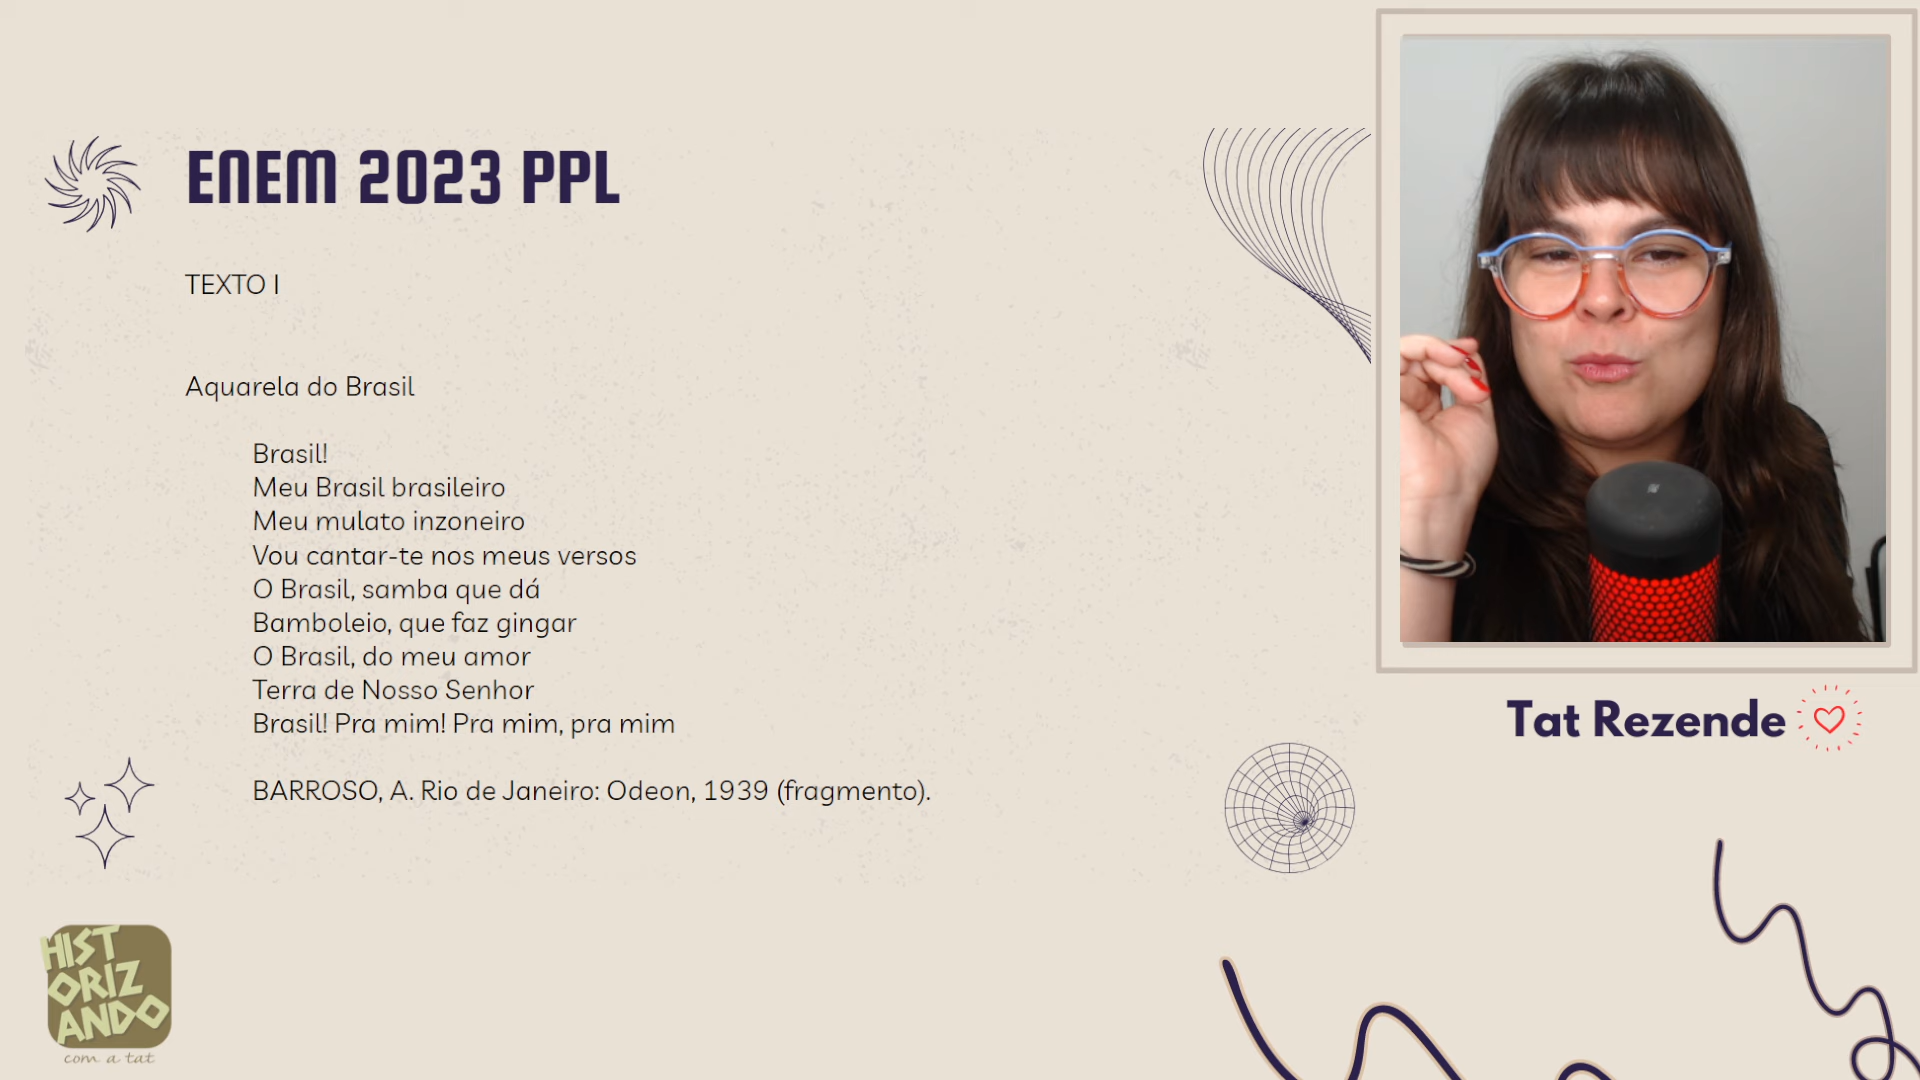 ENEM 2023 PPL
TEXTO I
Aquarela do Brasil
Brasil!
Meu Brasil brasileiro
Meu mulato inzoneiro
Vou cantar-te nos meus versos
O Brasil, samba que dá
Bamboleio, que faz gingar
O Brasil, do meu amor
Terra de Nosso Senhor
Brasil! Pra mim! Pra mim, pra mim
BARROSO, A. Rio de Janeiro: Odeon, 1939 (fragmento).
Tat Rezende
HIST
ORIZ
ANDO
com a tat